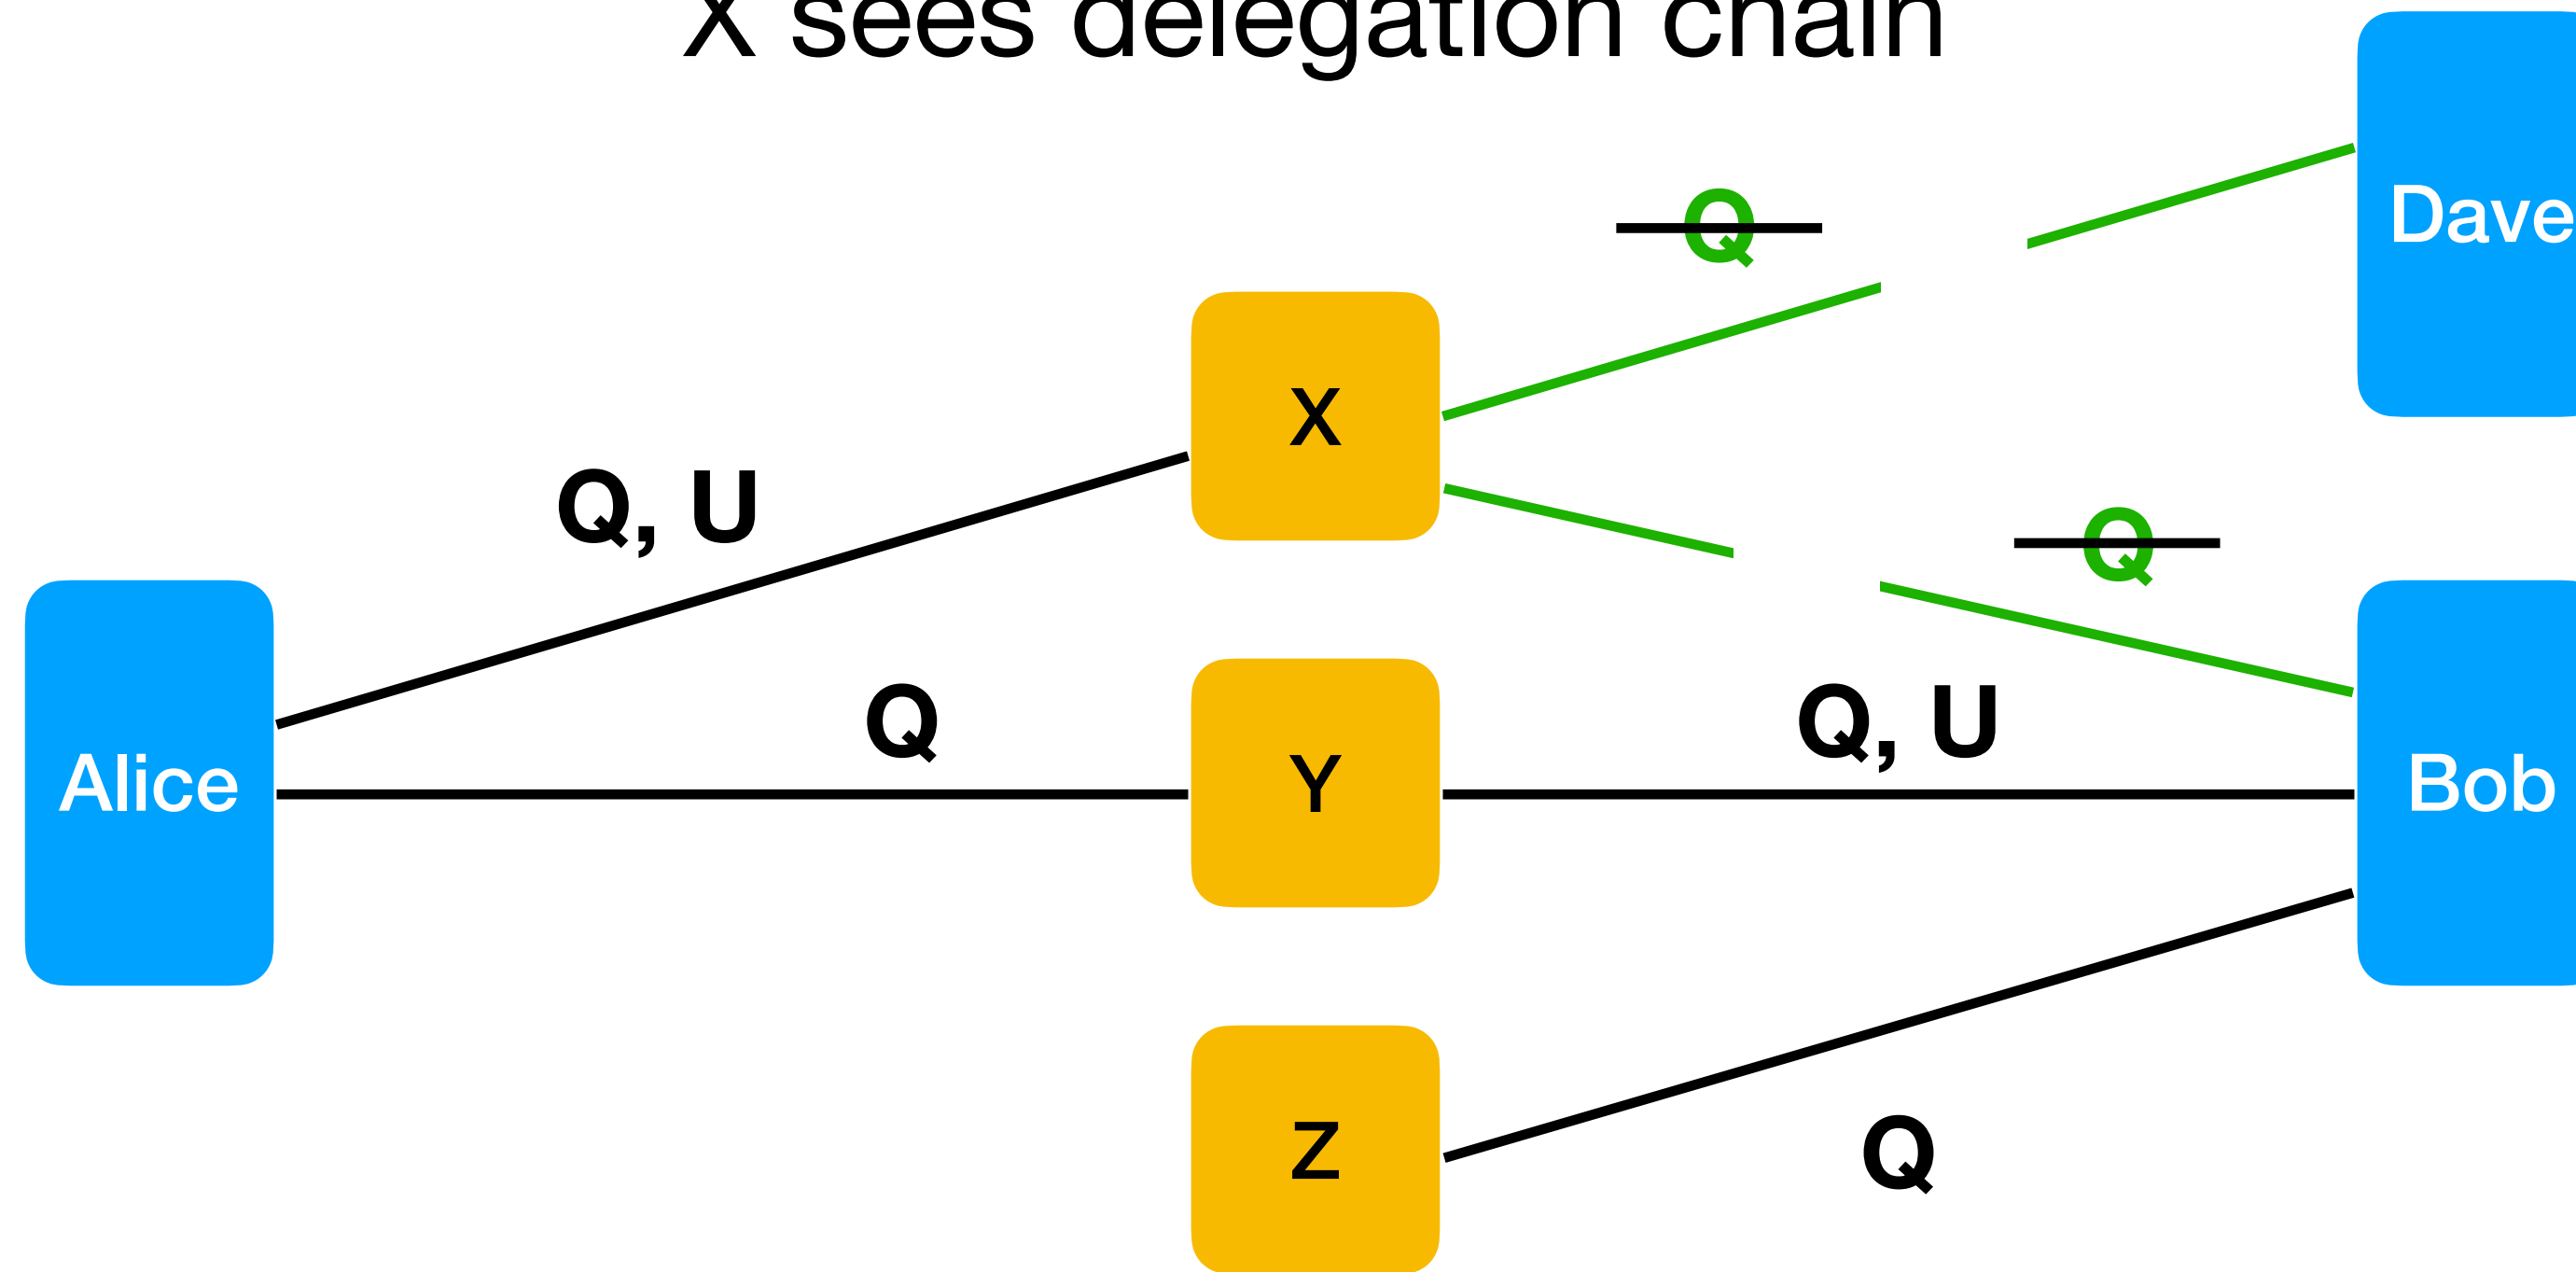 X sees delegation chain
Dave
Q
X
Q, U
Q
Q
Q, U
Alice
Y
Bob
Z
Q